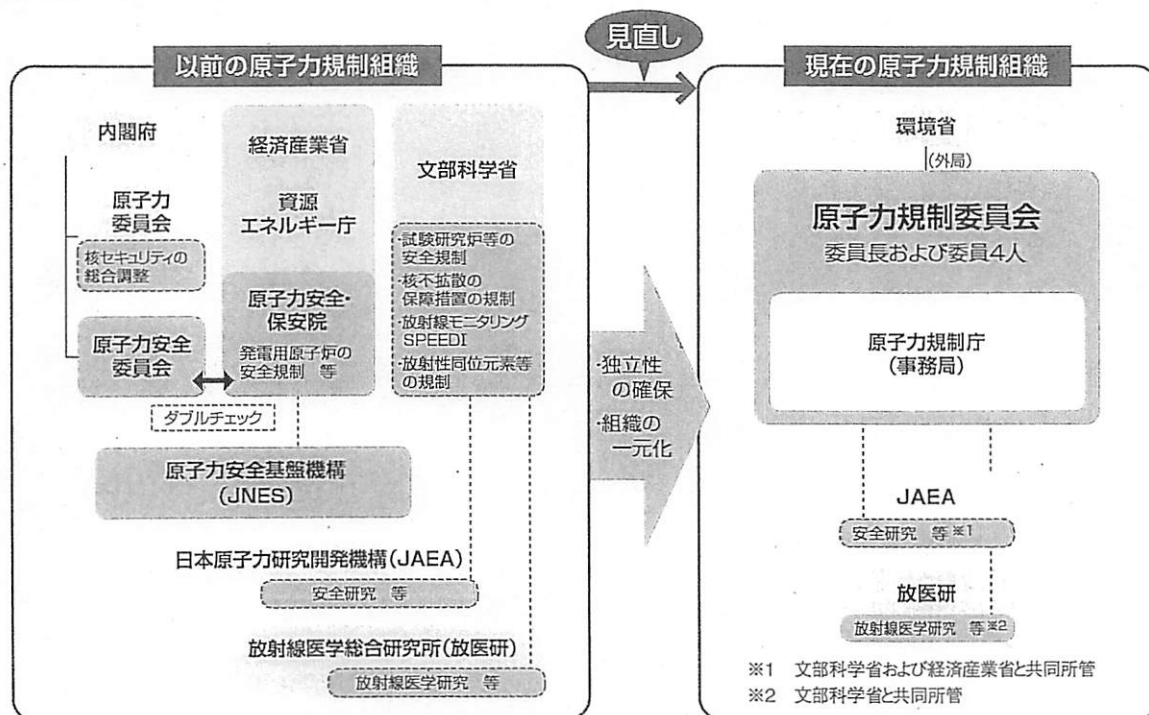 見直し
以前の原子力規制組織
内閣府
原子力
委員会
核セキュリティの
総合調整
原子力安全
委員会
経済産業省
資源
エネルギー庁
原子力安全・
保安院
発電用原子炉の
安全規制 等
ダブルチェック
文部科学省
・試験研究炉等の
安全規制
・核不拡散の
保障措置の規制
・放射線モニタリング
SPEEDI
・放射性同位元素等
の規制
原子力安全基盤機構
(JNES)
日本原子力研究開発機構(JAEA)
安全研究 等
放射線医学総合研究所(放医研)
放射線医学研究 等
・独立性
の確保
・組織の
一元化
現在の原子力規制組織
環境省
(外局)
原子力規制委員会
委員長および委員4人
原子力規制庁
(事務局)
JAEA
安全研究 等※1
放医研
放射線医学研究 等※2
※1 文部科学省および経済産業省と共同所管
※2 文部科学省と共同所管